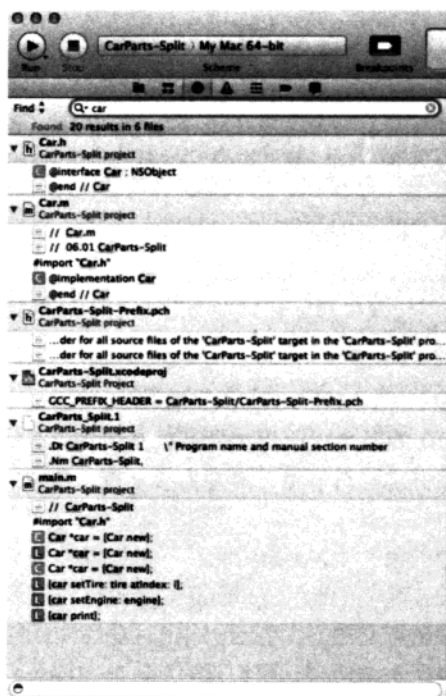 CarParts-Split › My Mac 64-bit
Run Stop Scheme Breakpoints
Find car
Found 20 results in 6 files
Car.h
CarParts-Split project
C @interface Car : NSObject
@end // Car
Car.m
CarParts-Split project
// Car.m
// 06.01 CarParts-Split
#import "Car.h"
C @implementation Car
@end // Car
CarParts-Split-Prefix.pch
CarParts-Split project
...der for all source files of the 'CarParts-Split' target in the 'CarParts-Split' pro...
...der for all source files of the 'CarParts-Split' target in the 'CarParts-Split' pro...
CarParts-Split.xcodeproj
CarParts-Split Project
GCC_PREFIX_HEADER = CarParts-Split/CarParts-Split-Prefix.pch
CarParts_Split.1
CarParts-Split project
.Dt CarParts-Split 1 \" Program name and manual section number
.Nm CarParts-Split,
main.m
CarParts-Split project
// CarParts-Split
#import "Car.h"
C Car *car = [Car new];
L Car *car = [Car new];
C Car *car = [Car new];
L [car setTire: tire atIndex: i];
L [car setEngine: engine];
L [car print];